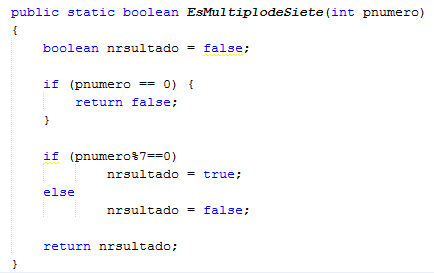 public static boolean EsMultiplodeSiete(int pnumero)
{
boolean nrsultado = false;
if (pnumero == 0) {
return false;
}
if (pnumero%7==0)
nrsultado = true;
else
nrsultado = false;
return nrsultado;
}